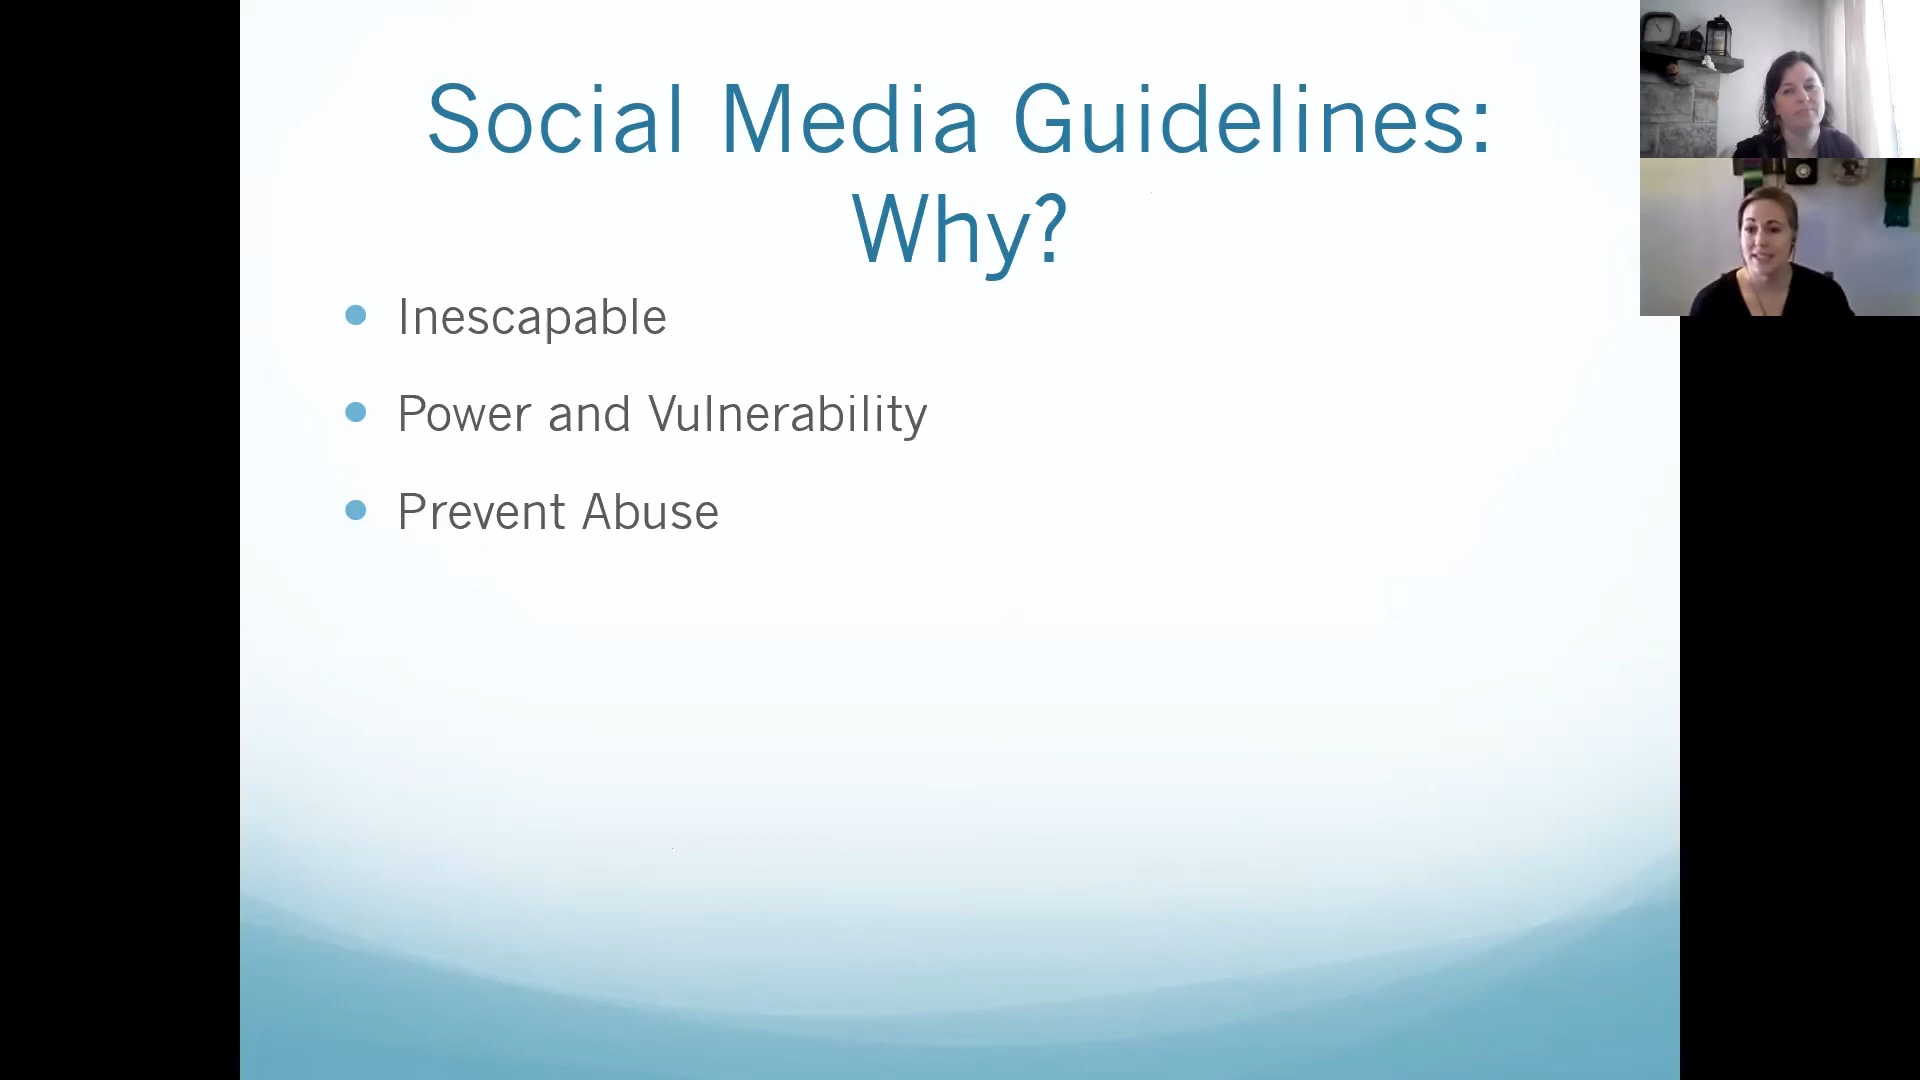 Social Media Guidelines:
Why?
Inescapable
Power and Vulnerability
Prevent Abuse